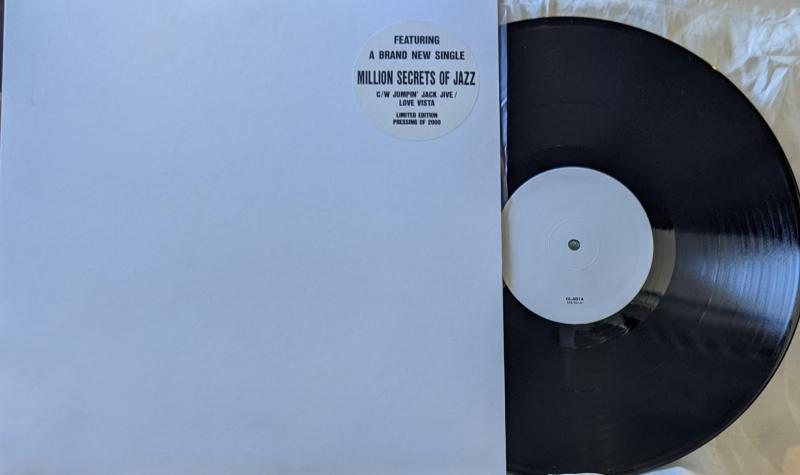 FEATURING
A BRAND NEW SINGLE
MILLION SECRETS OF JAZZ
C/W JUMPIN' JACK JIVE /
LOVE VISTA
LIMITED EDITION
PRESSING OF 2000